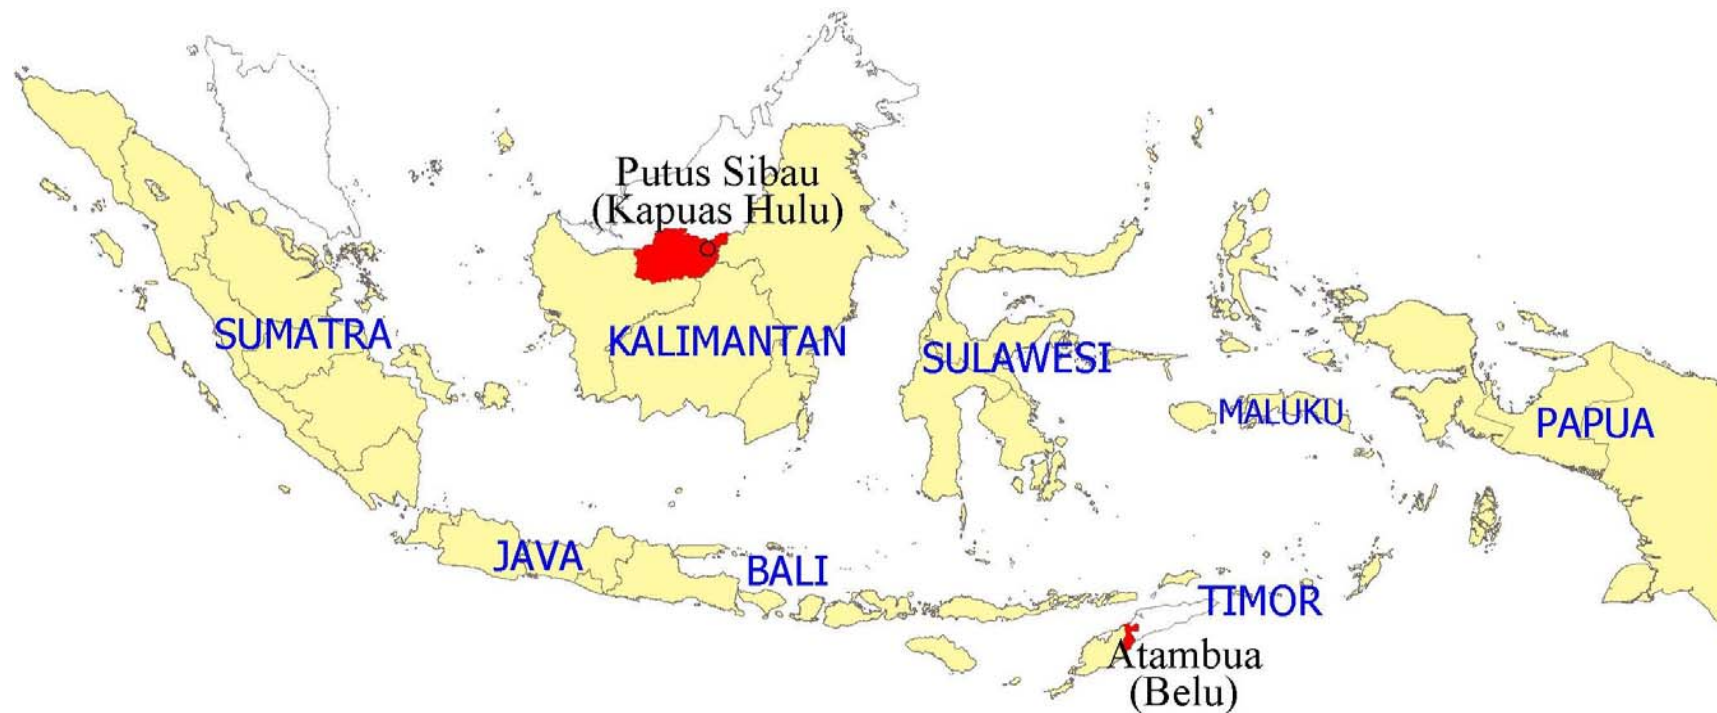 Putus Sibau
(Kapuas Hulu)
SUMATRA
KALIMANTAN
SULAWESI
MALUKU
PAPUA
JAVA
BALI
TIMOR
Atambua
(Belu)